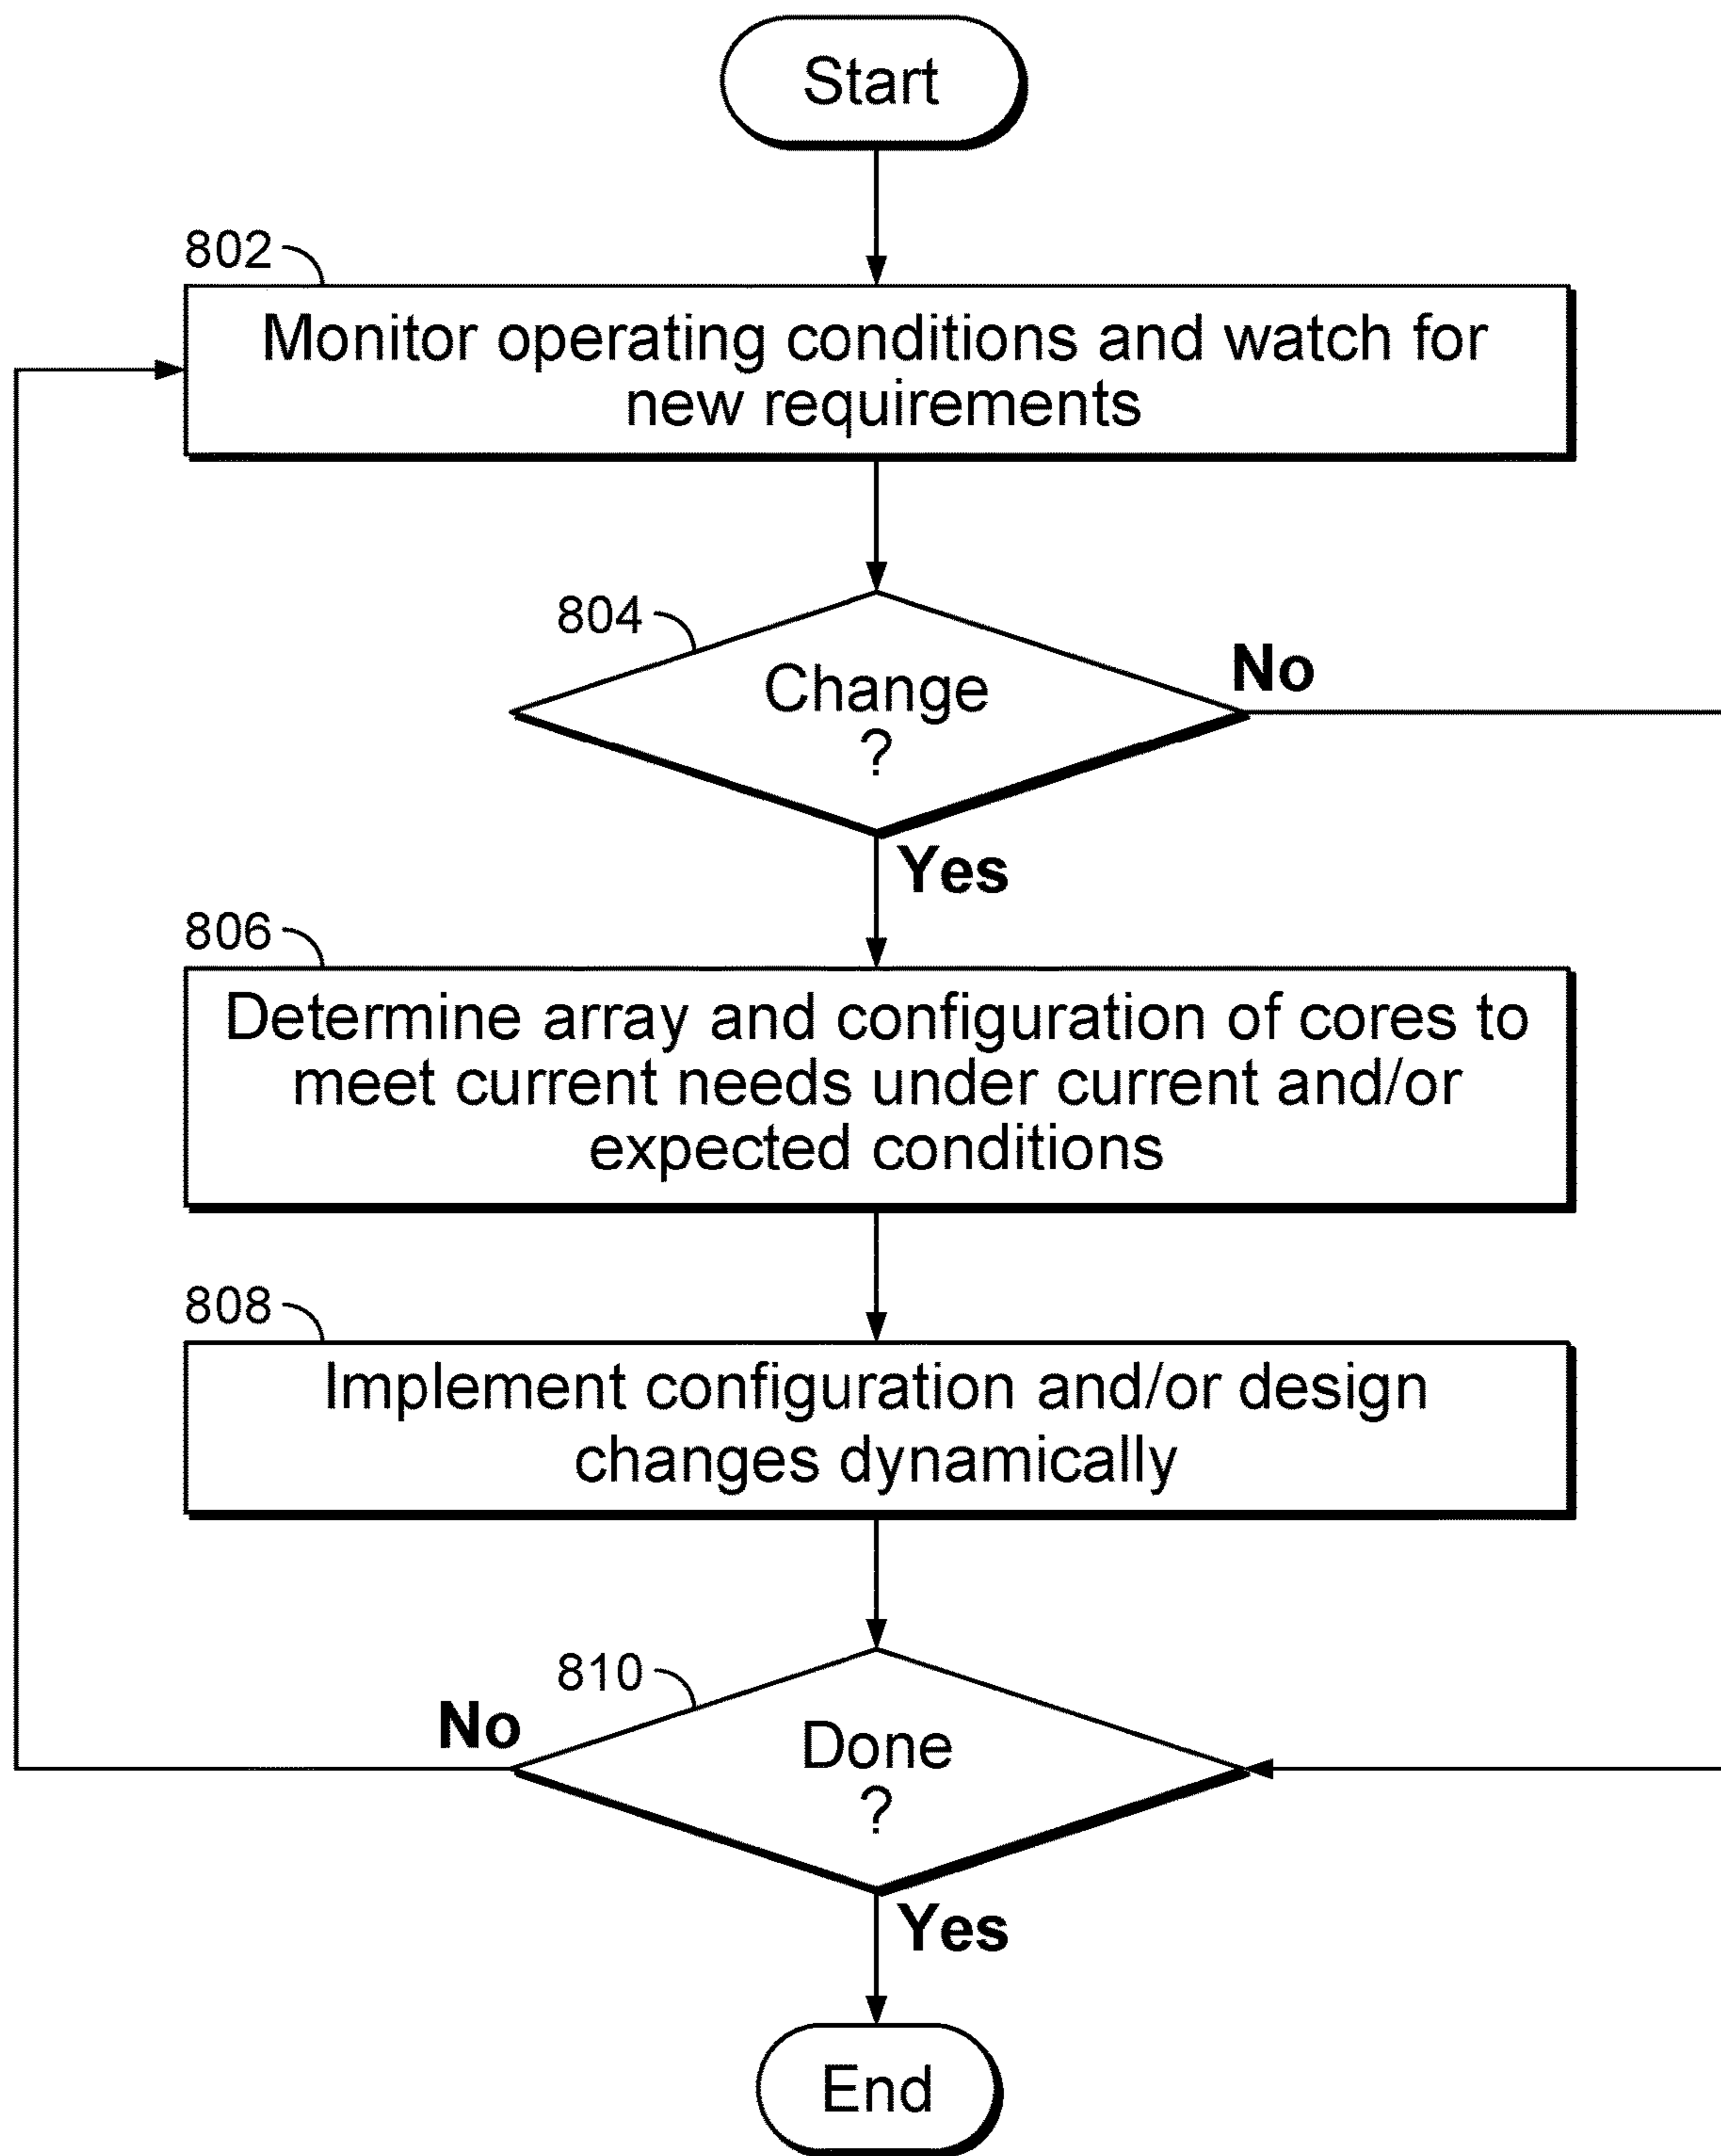 Start
802
Monitor operating conditions and watch for
new requirements
804
Change
?
No
Yes
806
Determine array and configuration of cores to
meet current needs under current and/or
expected conditions
808
Implement configuration and/or design
changes dynamically
810
No
Done
?
Yes
End